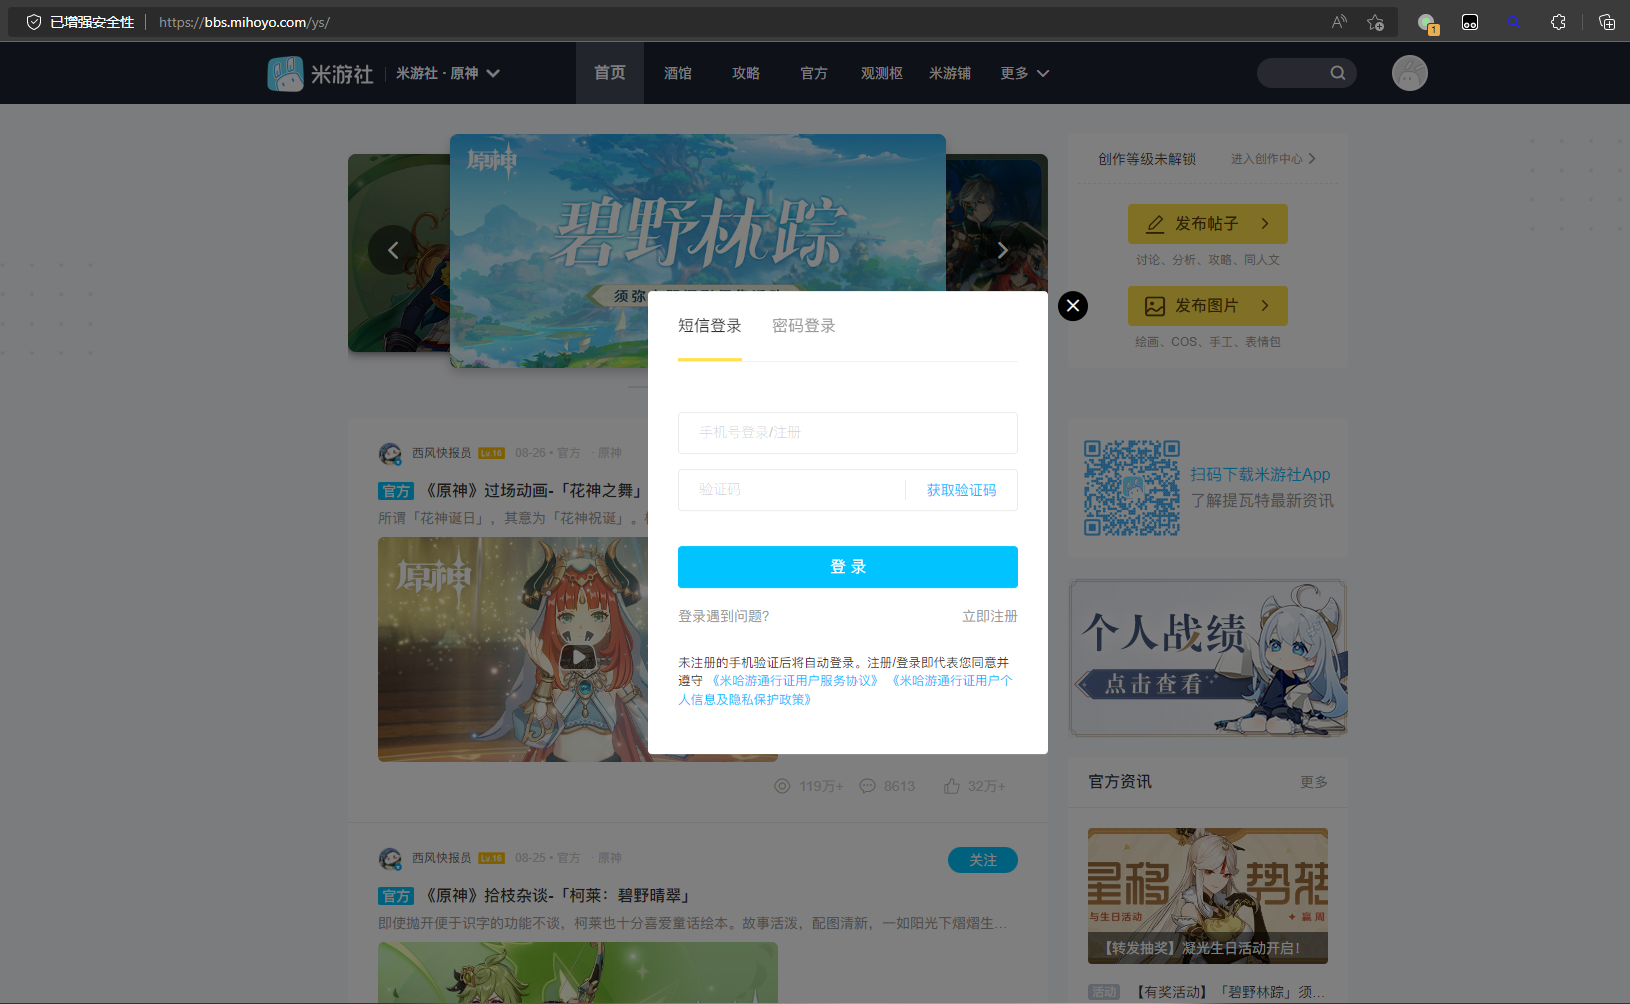 已增强安全性
https://bbs.mihoyo.com/ys/
1
米游社
米游社 · 原神
首页
酒馆
攻略
官方
观测枢
米游铺
更多
原神
碧野林踪
创作等级未解锁
进入创作中心
发布帖子
讨论、分析、攻略、同人文
发布图片
绘画、COS、手工、表情包
短信登录
密码登录
手机号登录/注册
验证码
获取验证码
登 录
登录遇到问题?
立即注册
未注册的手机验证后将自动登录。注册/登录即代表您同意并
遵守 《米哈游通行证用户服务协议》 《米哈游通行证用户个
人信息及隐私保护政策》
西风快报员 Lv.16 08-26 • 官方 · 原神
官方 《原神》过场动画-「花神之舞」
所谓「花神诞日」，其意为「花神祝诞」。
原神
119万+
8613
32万+
扫码下载米游社App
了解提瓦特最新资讯
个人战绩
点击查看
官方资讯
更多
星移
势转
与生日活动
赢 周
【转发抽奖】凝光生日活动开启！
活动 【有奖活动】「碧野林踪」须...
西风快报员 Lv.16 08-25 • 官方 · 原神
关注
官方 《原神》拾枝杂谈-「柯莱：碧野晴翠」
即使抛开便于识字的功能不谈，柯莱也十分喜爱童话绘本。故事活泼，配图清新，一如阳光下熠熠生...